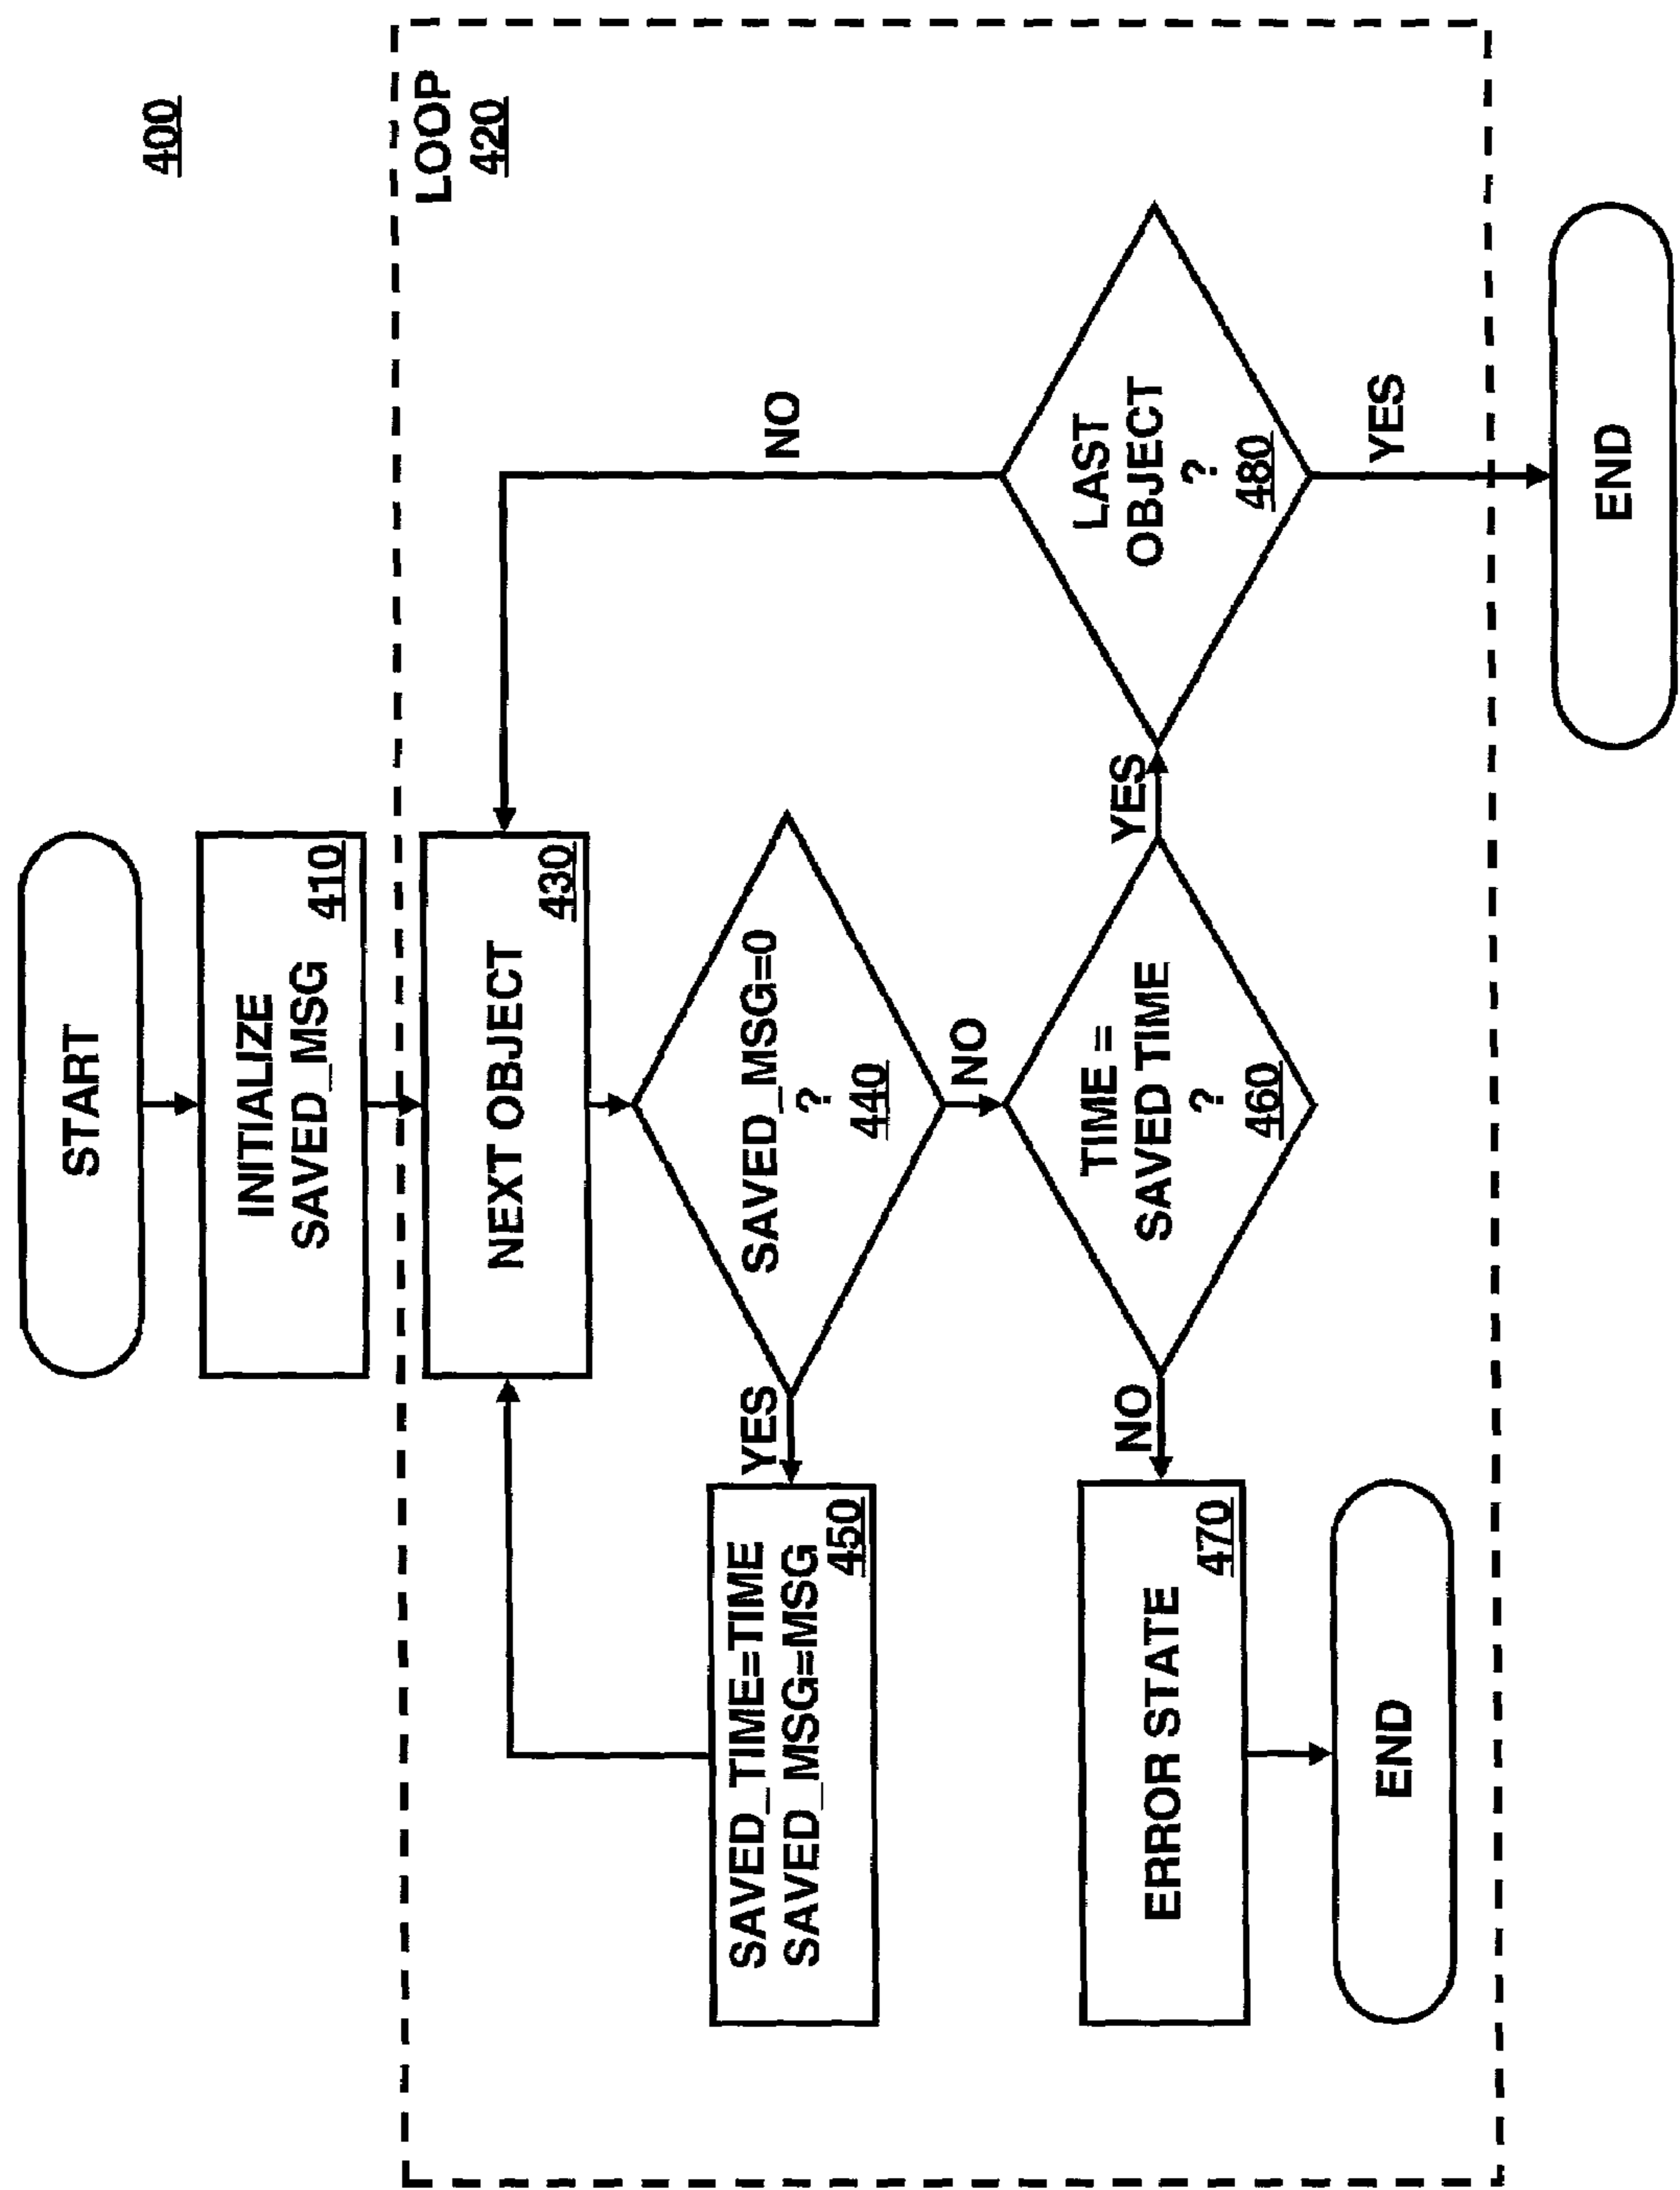 400
START
INITIALIZE
SAVED_MSG
410
LOOP
420
NEXT OBJECT
430
SAVED_MSG=0
?
440
YES
NO
SAVED_TIME=TIME
SAVED_MSG=MSG
450
TIME =
SAVED TIME
?
460
NO
YES
ERROR STATE
470
END
LAST
OBJECT
?
480
NO
YES
END